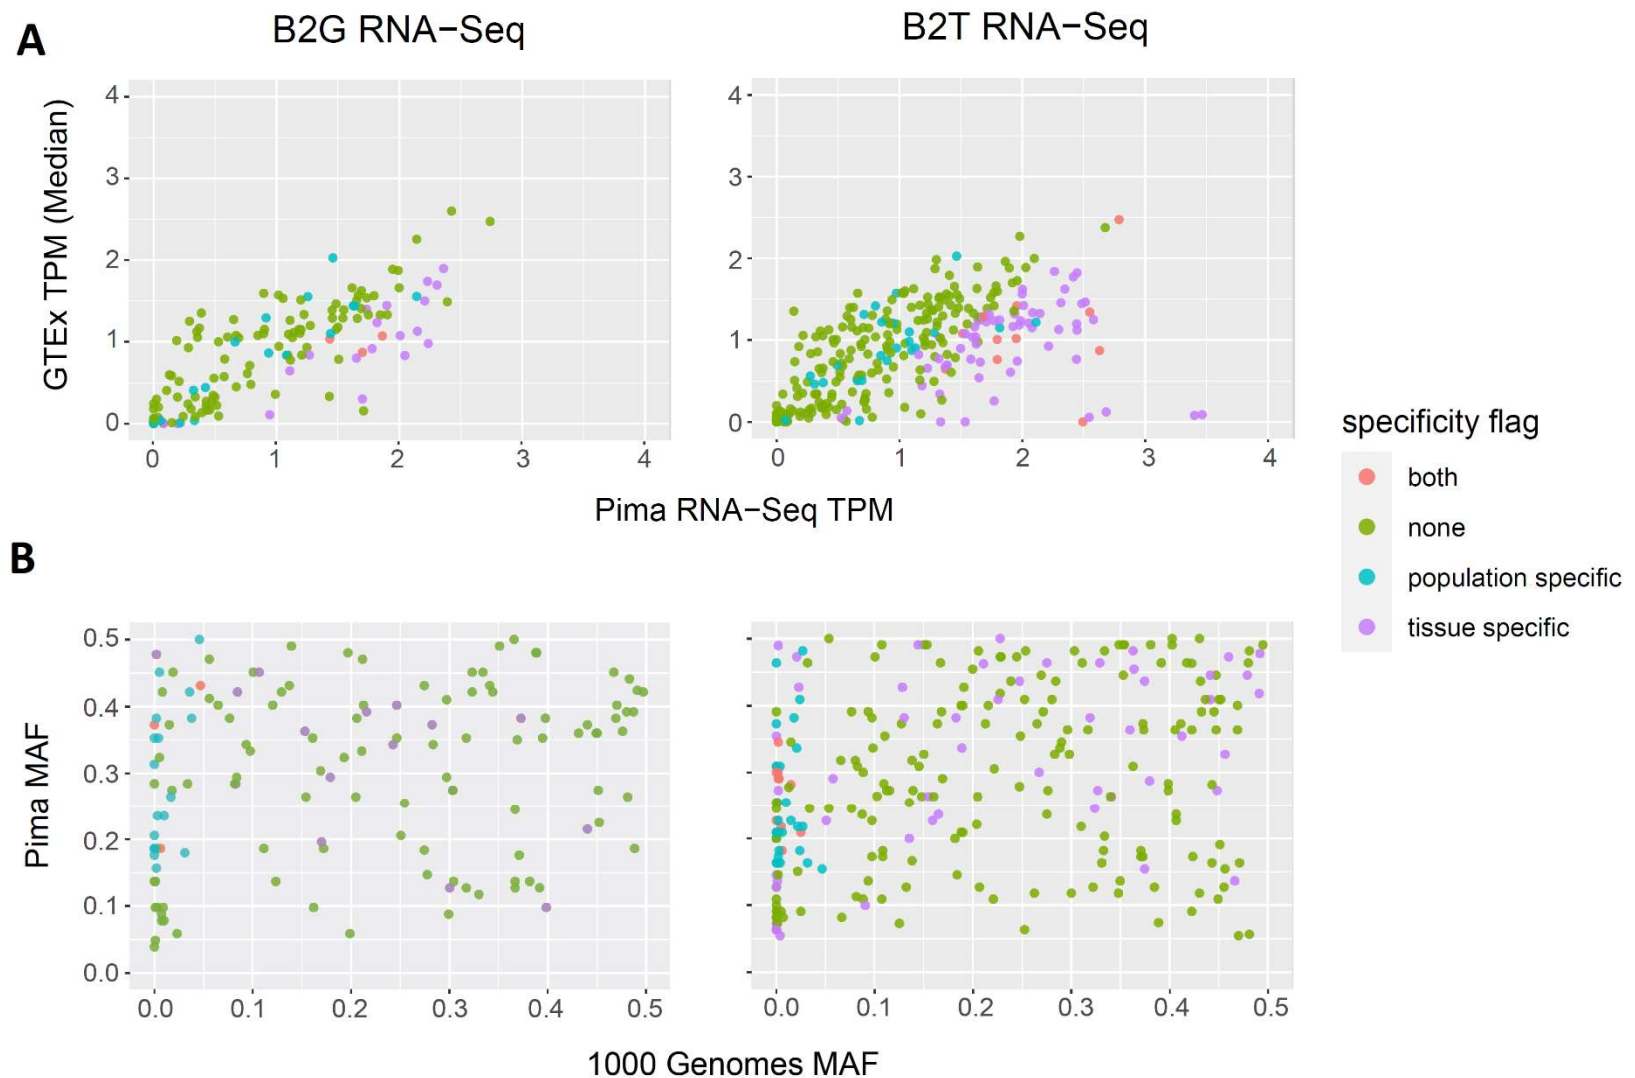 A
B2G RNA−Seq
B2T RNA−Seq
GTEx TPM (Median)
4
3
2
1
0
0 1 2 3 4
4
3
2
1
0
0 1 2 3 4
Pima RNA−Seq TPM
specificity flag
both
none
population specific
tissue specific
B
Pima MAF
0.5
0.4
0.3
0.2
0.1
0.0
0.0 0.1 0.2 0.3 0.4 0.5
0.0 0.1 0.2 0.3 0.4 0.5
1000 Genomes MAF